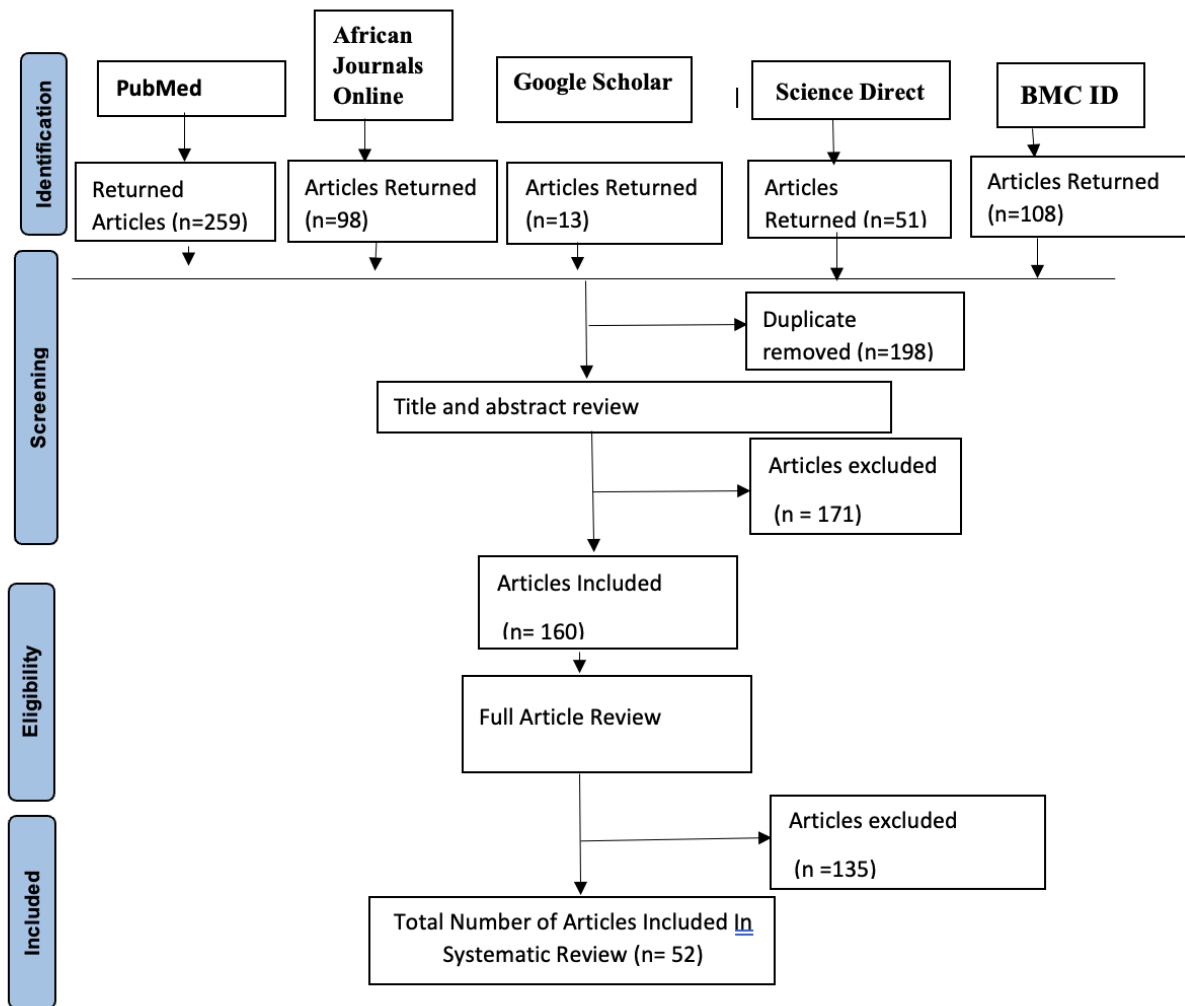 Identification
PubMed
African
Journals
Online
Google Scholar
Science Direct
BMC ID
Returned
Articles (n=259)
Articles Returned
(n=98)
Articles Returned
(n=13)
Articles
Returned (n=51)
Articles Returned
(n=108)
Screening
Duplicate
removed (n=198)
Title and abstract review
Articles excluded
(n = 171)
Eligibility
Articles Included
(n= 160)
Full Article Review
Included
Articles excluded
(n =135)
Total Number of Articles Included In
Systematic Review (n= 52)